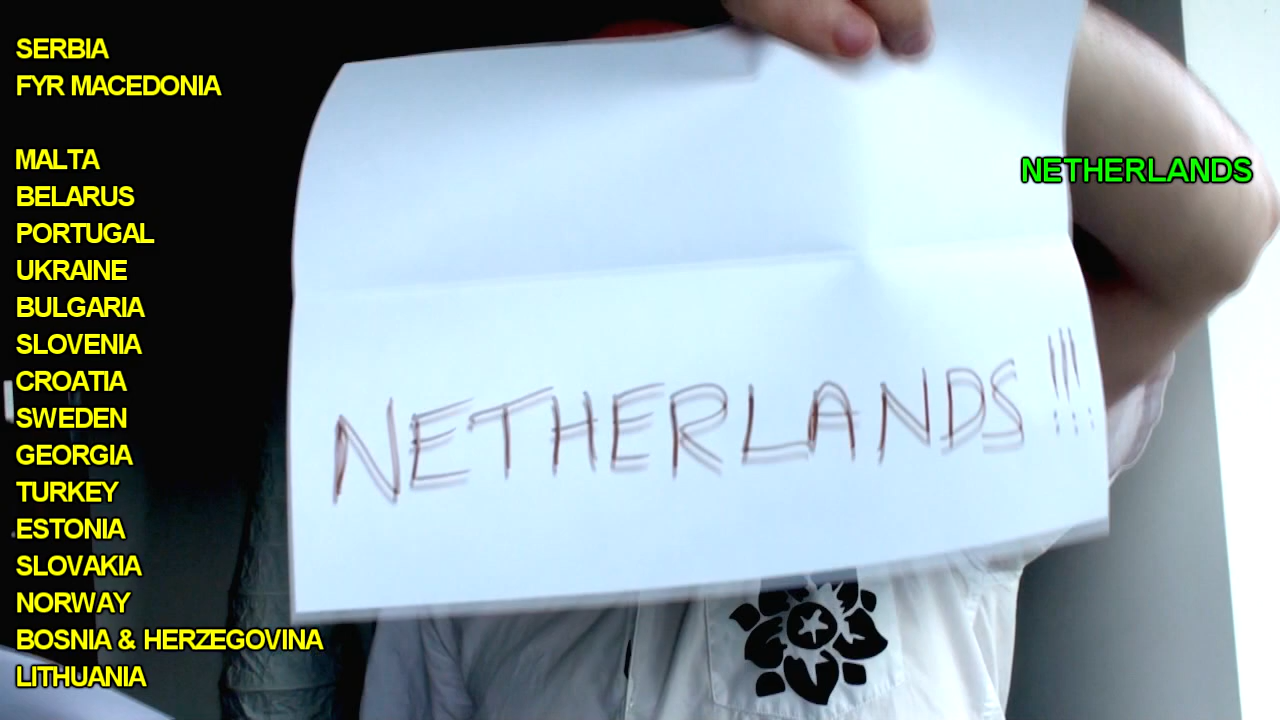 SERBIA
FYR MACEDONIA
MALTA
BELARUS
PORTUGAL
UKRAINE
BULGARIA
SLOVENIA
CROATIA
SWEDEN
GEORGIA
TURKEY
ESTONIA
SLOVAKIA
NORWAY
BOSNIA & HERZEGOVINA
LITHUANIA
NETHERLANDS
NETHERLANDS!!!